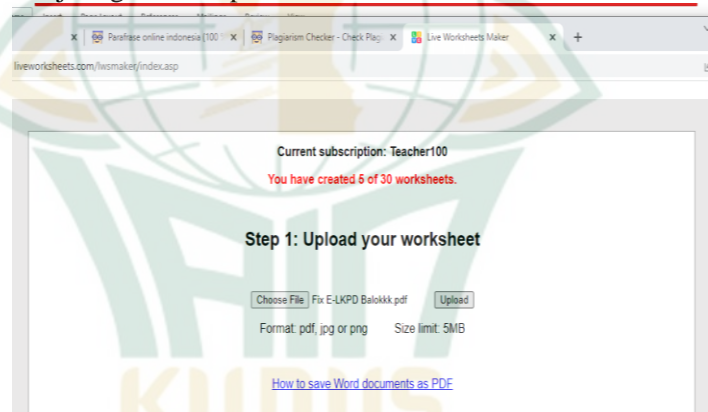 Parafrase online indonesia [100
Plagiarism Checker - Check Plag
Live Worksheets Maker
liveworksheets.com/lwsmaker/index.asp
Current subscription: Teacher100
You have created 5 of 30 worksheets.
Step 1: Upload your worksheet
Choose File Fix E-LKPD Balokkk.pdf Upload
Format: pdf, jpg or png Size limit: 5MB
How to save Word documents as PDF
KUDUS